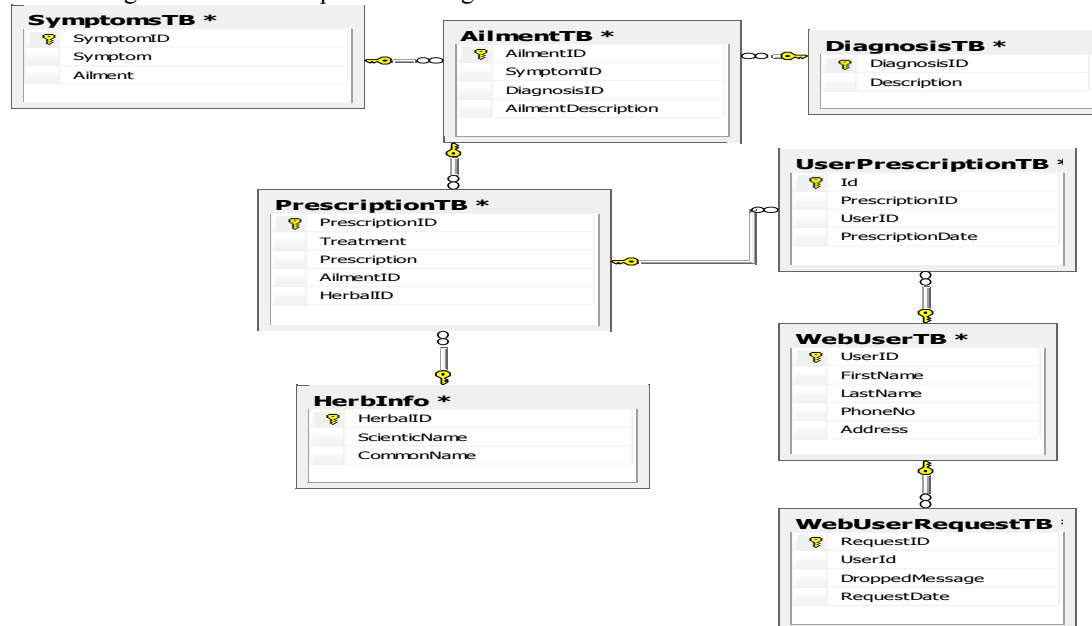 SymptomsTB *
SymptomID
Symptom
Ailment
AilmentTB *
AilmentID
SymptomID
DiagnosisID
AilmentDescription
DiagnosisTB *
DiagnosisID
Description
PrescriptionTB *
PrescriptionID
Treatment
Prescription
AilmentID
HerbalID
UserPrescriptionTB *
Id
PrescriptionID
UserID
PrescriptionDate
HerbInfo *
HerbalID
ScienticName
CommonName
WebUserTB *
UserID
FirstName
LastName
PhoneNo
Address
WebUserRequestTB
RequestID
UserId
DroppedMessage
RequestDate